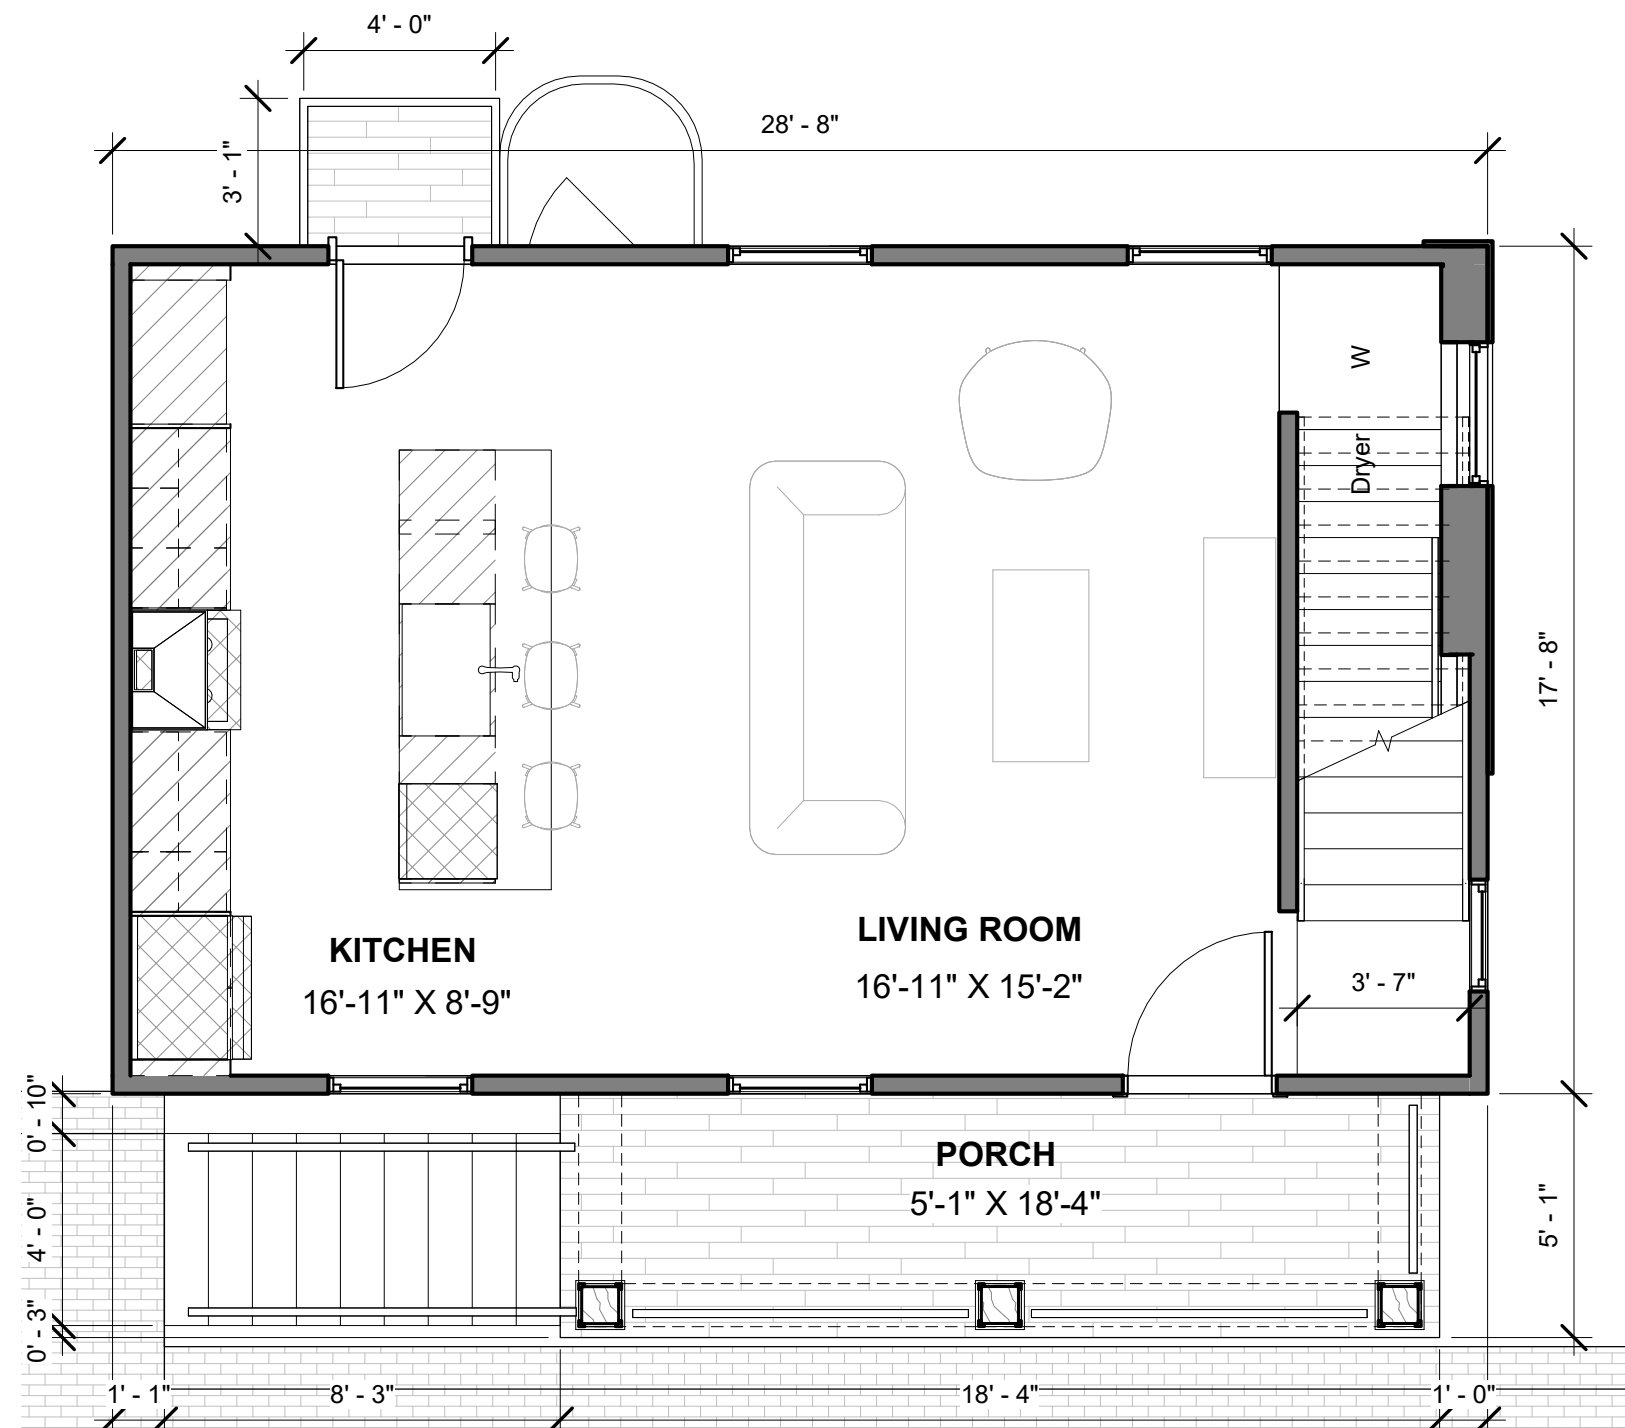 4' - 0"
28' - 8"
3' - 1"
W
Dryer
17' - 8"
KITCHEN
16'-11" X 8'-9"
LIVING ROOM
16'-11" X 15'-2"
3' - 7"
0' - 10"
PORCH
5'-1" X 18'-4"
4' - 0"
5' - 1"
0' - 3"
1' - 1"
8' - 3"
18' - 4"
1' - 0"